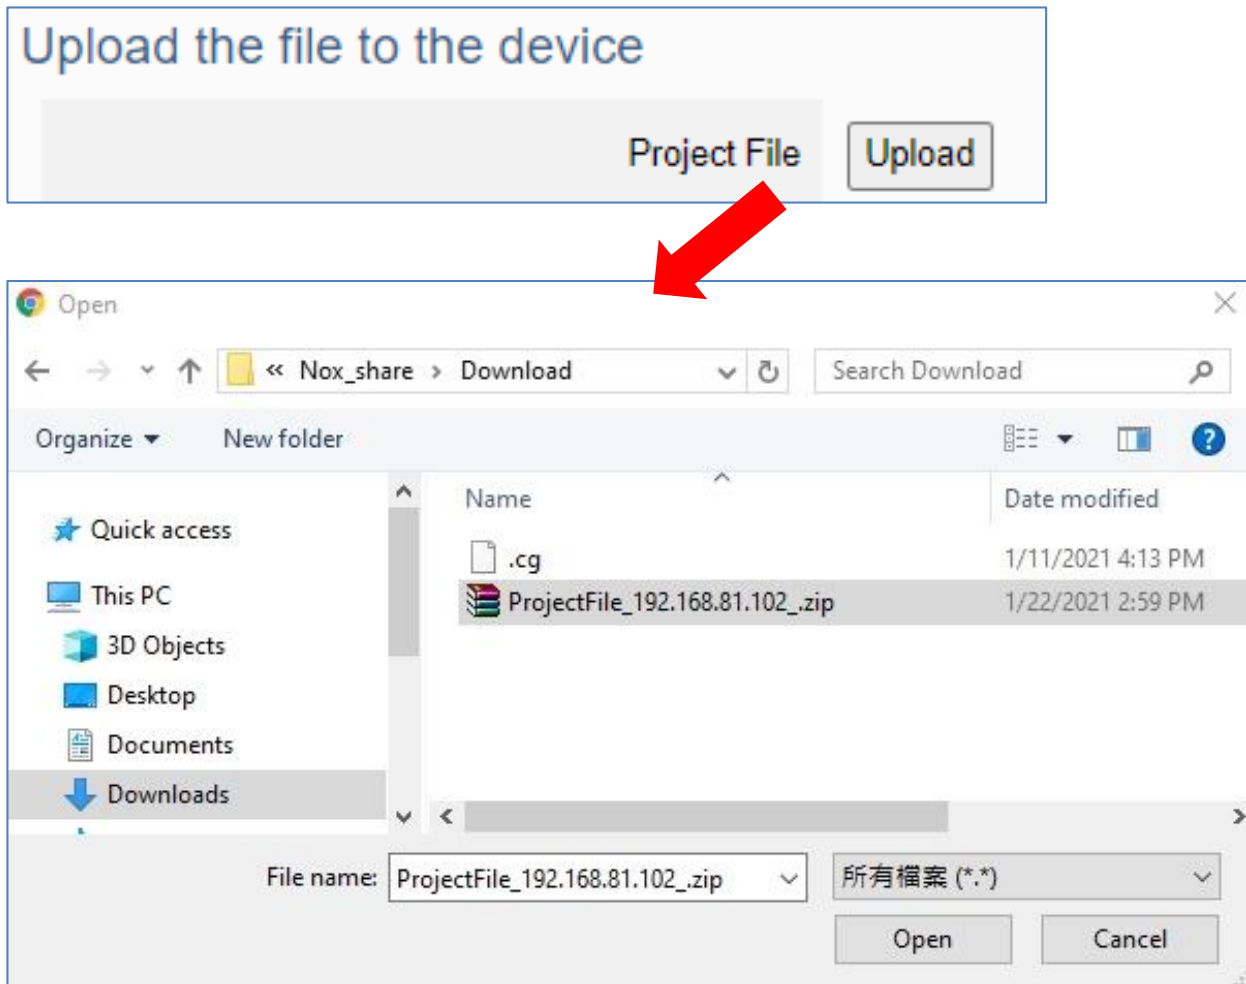 Upload the file to the device
Project File Upload
Open
« Nox_share › Download Search Download
Organize New folder
Name Date modified
Quick access
.cg 1/11/2021 4:13 PM
This PC
ProjectFile_192.168.81.102_.zip 1/22/2021 2:59 PM
3D Objects
Desktop
Documents
Downloads
File name: ProjectFile_192.168.81.102_.zip 所有檔案 (*.*)
Open Cancel